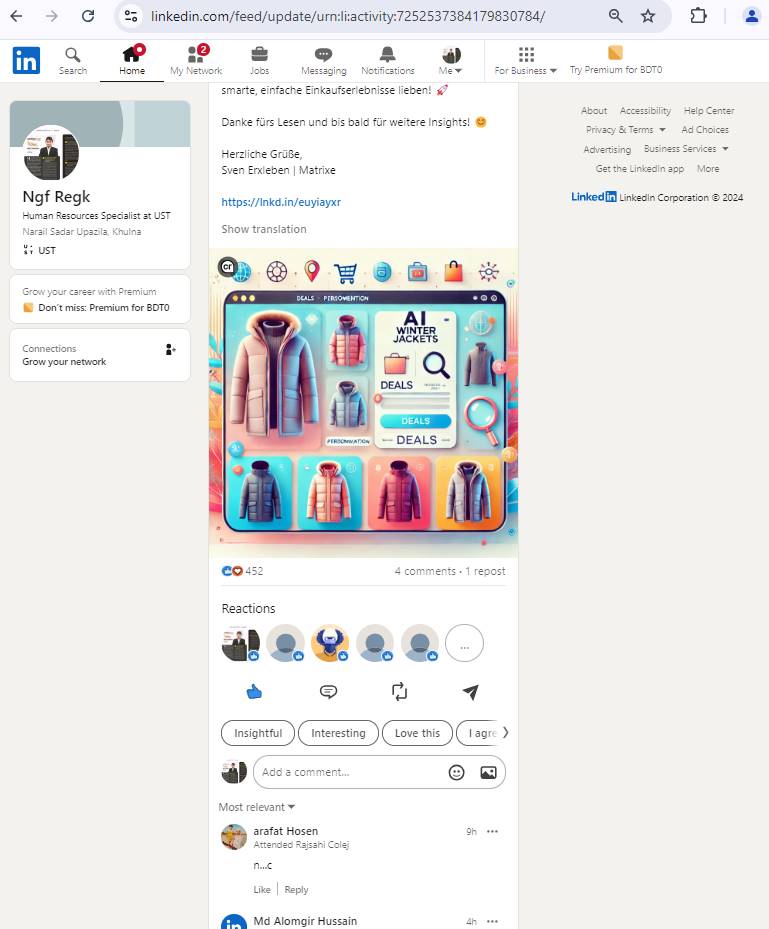 linkedin.com/feed/update/urn:li:activity:7252537384179830784/
in
Search
Home
2
My Network
Jobs
Messaging
Notifications
Me
For Business
Try Premium for BDT0
Ngf Regk
Human Resources Specialist at UST
Narail Sadar Upazila, Khulna
UST
Grow your career with Premium
Don't miss: Premium for BDT0
Connections
Grow your network
smarte, einfache Einkaufserlebnisse lieben! 🚀
Danke fürs Lesen und bis bald für weitere Insights! 😊
Herzliche Grüße,
Sven Erxleben | Matrixe
https://lnkd.in/euyiayxr
Show translation
cr
DEALS - PERSOWENTION
AI
WINTER
JACKETS
DEALS
DEALS
DEALS
PERSONWIATION
452
4 comments • 1 repost
Reactions
...
Insightful
Interesting
Love this
I agre
Add a comment...
Most relevant
arafat Hosen
9h
Attended Rajsahi Colej
n...c
Like
Reply
in
Md Alomgir Hussain
4h
About
Accessibility
Help Center
Privacy & Terms
Ad Choices
Advertising
Business Services
Get the LinkedIn app
More
LinkedIn LinkedIn Corporation © 2024